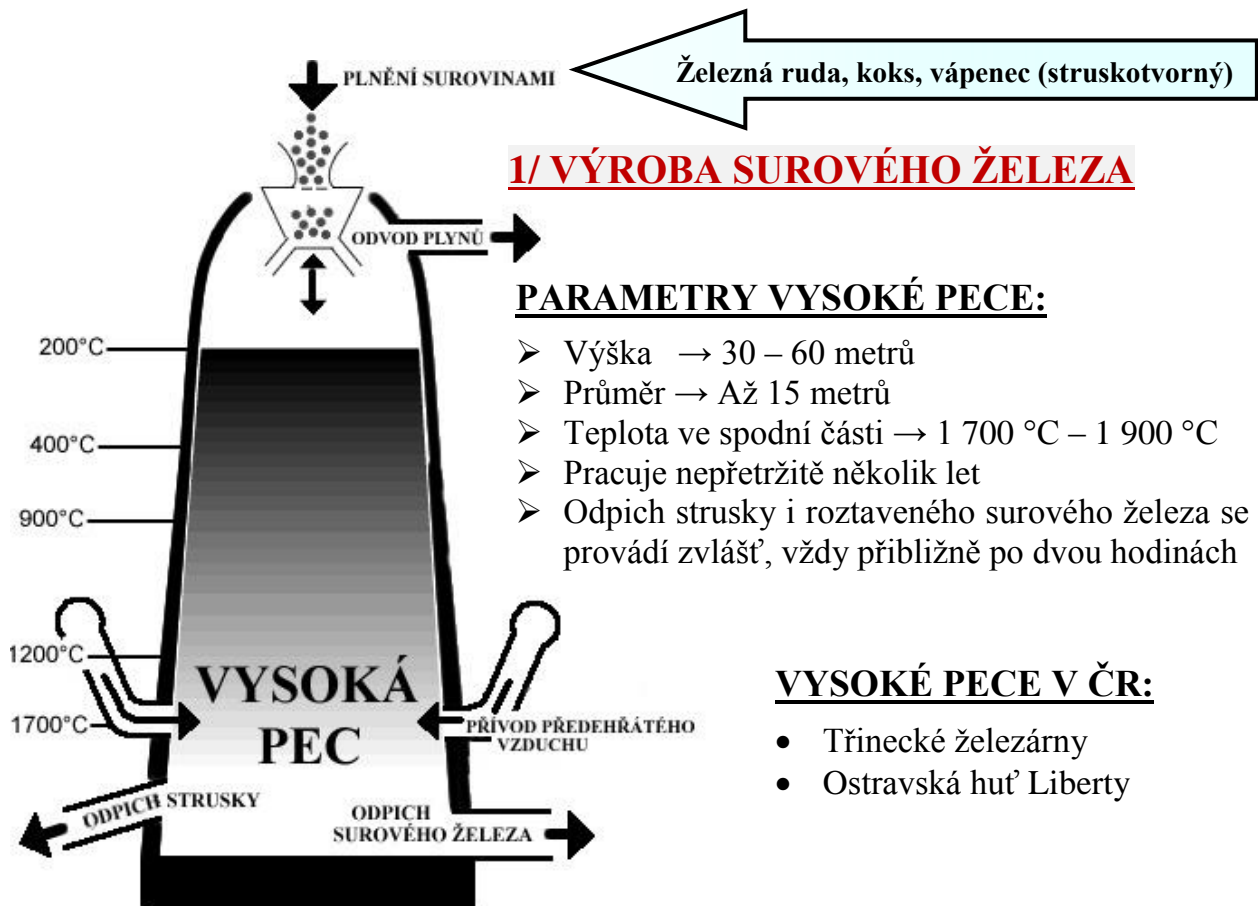 PLNĚNÍ SUROVINAMI
Železná ruda, koks, vápenec (struskotvorný)
1/ VÝROBA SUROVÉHO ŽELEZA
ODVOD PLYNŮ
PARAMETRY VYSOKÉ PECE:
➢ Výška → 30 – 60 metrů
➢ Průměr → Až 15 metrů
➢ Teplota ve spodní části → 1 700 °C – 1 900 °C
➢ Pracuje nepřetržitě několik let
➢ Odpich strusky i roztaveného surového železa se
provádí zvlášť, vždy přibližně po dvou hodinách
200°C
400°C
900°C
1200°C
1700°C
VYSOKÁ
PEC
PŘÍVOD PŘEDEHŘÁTÉHO
VZDUCHU
VYSOKÉ PECE V ČR:
• Třinecké železárny
• Ostravská huť Liberty
ODPICH STRUSKY
ODPICH
SUROVÉHO ŽELEZA